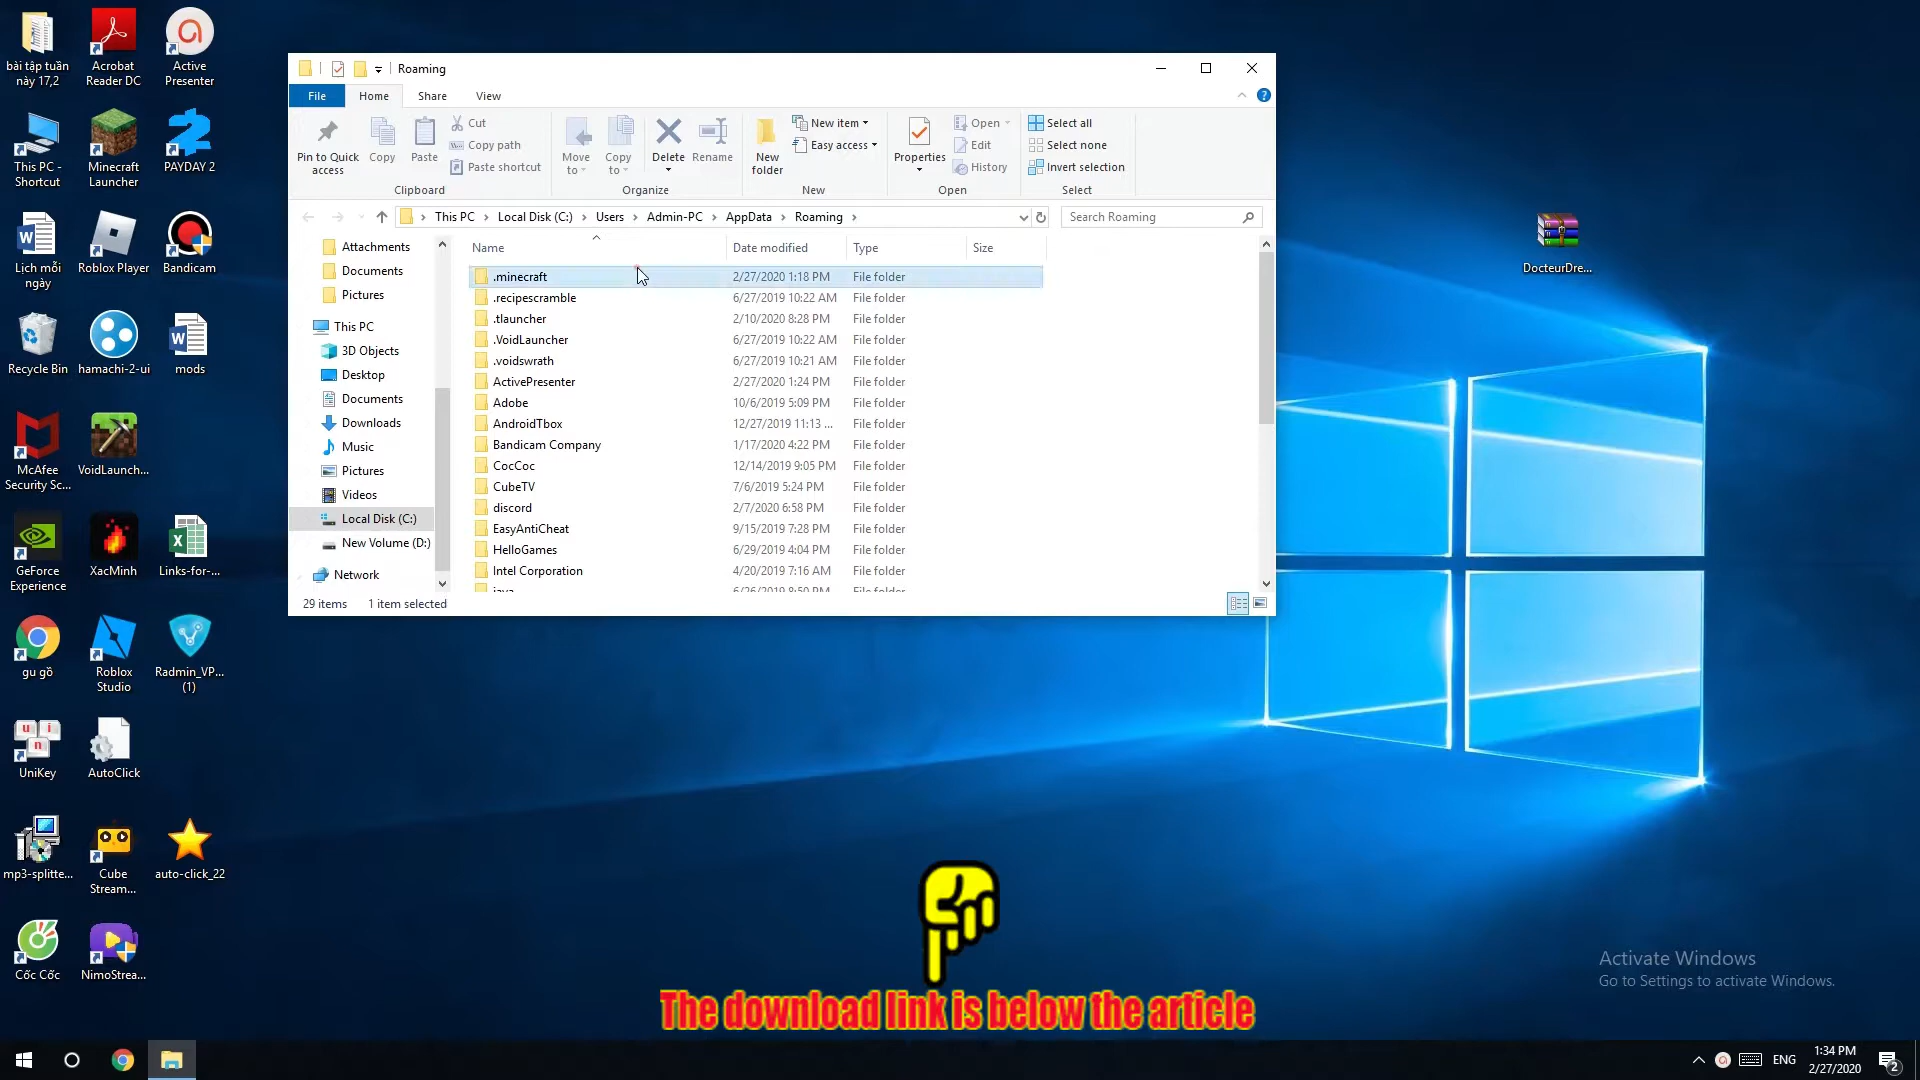 bài tập tuần
này 17,2
Acrobat
Reader DC
Active
Presenter
This PC -
Shortcut
Minecraft
Launcher
PAYDAY 2
Lịch mỗi
ngày
Roblox Player
Bandicam
Recycle Bin
hamachi-2-ui
mods
McAfee
Security Sc...
VoidLaunch...
GeForce
Experience
XacMinh
Links-for-...
gu gồ
Roblox
Studio
Radmin_VP...
(1)
UniKey
AutoClick
mp3-splitte...
Cube
Stream...
auto-click_22
Cốc Cốc
NimoStrea...
Roaming
File Home Share View
Pin to Quick
access
Copy
Paste
Cut
Copy path
Paste shortcut
Clipboard
Move
to
Copy
to
Delete
Rename
Organize
New
folder
New item
Easy access
New
Properties
Open
Edit
History
Open
Select all
Select none
Invert selection
Select
This PC > Local Disk (C:) > Users > Admin-PC > AppData > Roaming >
Search Roaming
Attachments
Documents
Pictures
This PC
3D Objects
Desktop
Documents
Downloads
Music
Pictures
Videos
Local Disk (C:)
New Volume (D:)
Network
Name Date modified Type Size
.minecraft 2/27/2020 1:18 PM File folder
.recipescramble 6/27/2019 10:22 AM File folder
.tlauncher 2/10/2020 8:28 PM File folder
.VoidLauncher 6/27/2019 10:22 AM File folder
.voidswrath 6/27/2019 10:21 AM File folder
ActivePresenter 2/27/2020 1:24 PM File folder
Adobe 10/6/2019 5:09 PM File folder
AndroidTbox 12/27/2019 11:13 ... File folder
Bandicam Company 1/17/2020 4:22 PM File folder
CocCoc 12/14/2019 9:05 PM File folder
CubeTV 7/6/2019 5:24 PM File folder
discord 2/7/2020 6:58 PM File folder
EasyAntiCheat 9/15/2019 7:28 PM File folder
HelloGames 6/29/2019 4:04 PM File folder
Intel Corporation 4/20/2019 7:16 AM File folder
java 6/26/2019 8:50 PM File folder
29 items 1 item selected
DocteurDre...
The download link is below the article
Activate Windows
Go to Settings to activate Windows.
ENG
1:34 PM
2/27/2020
2